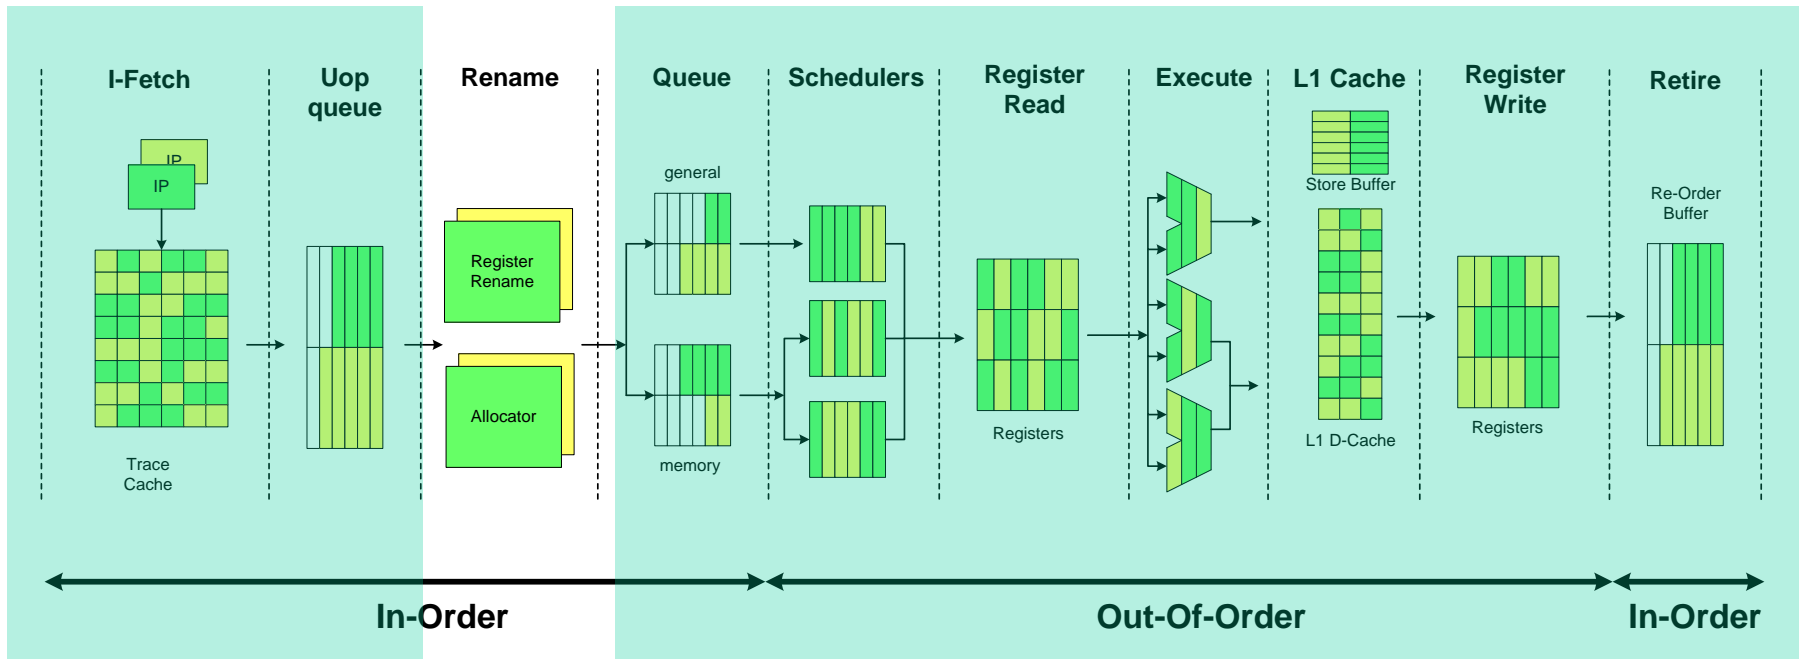 I-Fetch
Uop
queue
Rename
Queue
Schedulers
Register
Read
Execute
L1 Cache
Register
Write
Retire
IP
IP
Trace
Cache
Register
Rename
Allocator
general
memory
Registers
Store Buffer
L1 D-Cache
Registers
Re-Order
Buffer
In-Order
Out-Of-Order
In-Order